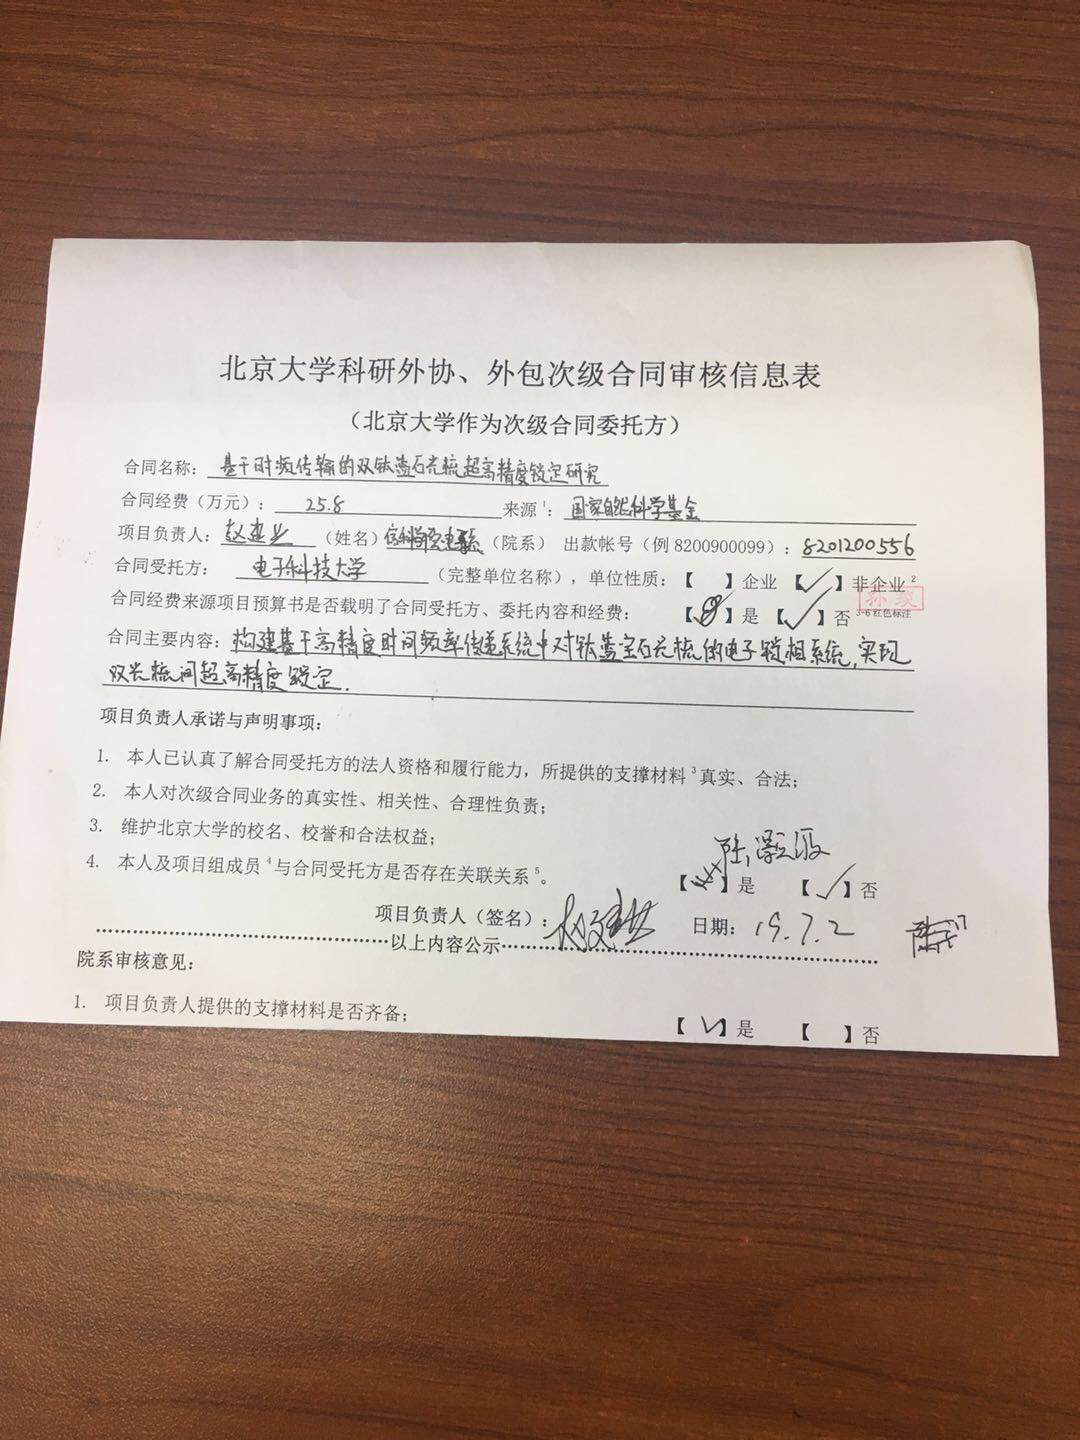 北京大学科研外协、外包次级合同审核信息表
（北京大学作为次级合同委托方）
合同名称：基于时频传输的双钛蓝石光梳超高精度锁定研究
合同经费（万元）：25.8 来源1：国家自然科学基金
项目负责人：赵建业（姓名）（院系） 出款帐号（例 8200900099）：8201200556
合同受托方：电子科技大学（完整单位名称），单位性质：【 】企业 【✓】非企业2
合同经费来源项目预算书是否载明了合同受托方、委托内容和经费：【 】是 【✓】否 3-6 红色标注
合同主要内容：构建基于高精度时间频率传递系统中对钛蓝宝石光梳的电子锁相系统，实现
双光梳间超高精度锁定.
项目负责人承诺与声明事项：
1. 本人已认真了解合同受托方的法人资格和履行能力，所提供的支撑材料3真实、合法；
2. 本人对次级合同业务的真实性、相关性、合理性负责；
3. 维护北京大学的校名、校誉和合法权益；
4. 本人及项目组成员4与合同受托方是否存在关联关系5。 【 】是 【✓】否
项目负责人（签名）：赵建业 日期：19.7.2
以上内容公示
院系审核意见：
1. 项目负责人提供的支撑材料是否齐备； 【✓】是 【 】否